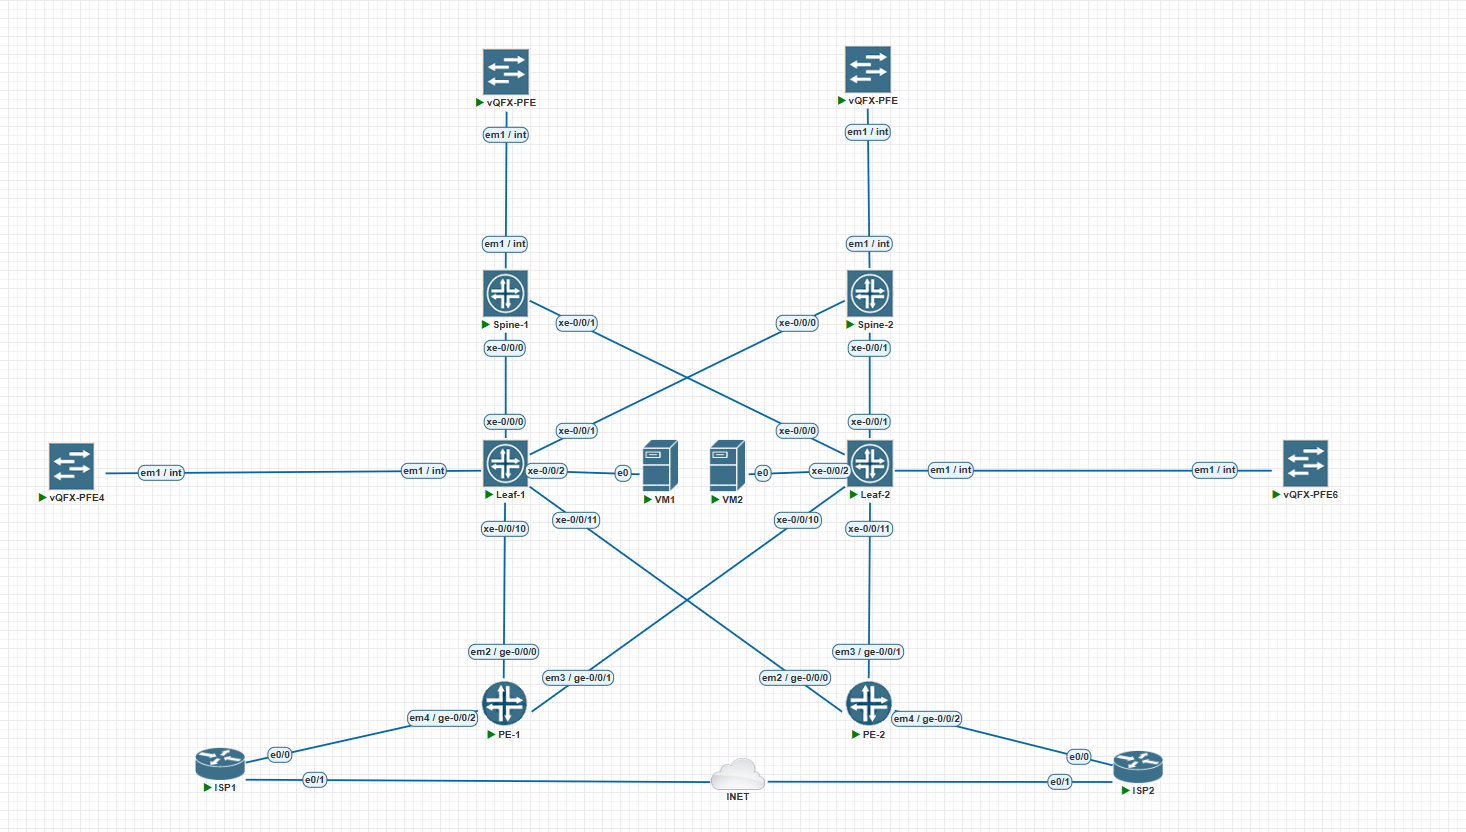 vQFX-PFE
vQFX-PFE
em1 / int
em1 / int
em1 / int
em1 / int
Spine-1
Spine-2
xe-0/0/1
xe-0/0/0
xe-0/0/0
xe-0/0/1
xe-0/0/0
xe-0/0/1
xe-0/0/1
xe-0/0/0
em1 / int
em1 / int
xe-0/0/2
e0
e0
xe-0/0/2
em1 / int
em1 / int
vQFX-PFE4
Leaf-1
VM1
VM2
Leaf-2
vQFX-PFE6
xe-0/0/10
xe-0/0/11
xe-0/0/10
xe-0/0/11
em2 / ge-0/0/0
em3 / ge-0/0/1
em3 / ge-0/0/1
em2 / ge-0/0/0
em4 / ge-0/0/2
em4 / ge-0/0/2
PE-1
PE-2
e0/0
e0/0
ISP1
e0/1
e0/1
ISP2
INET